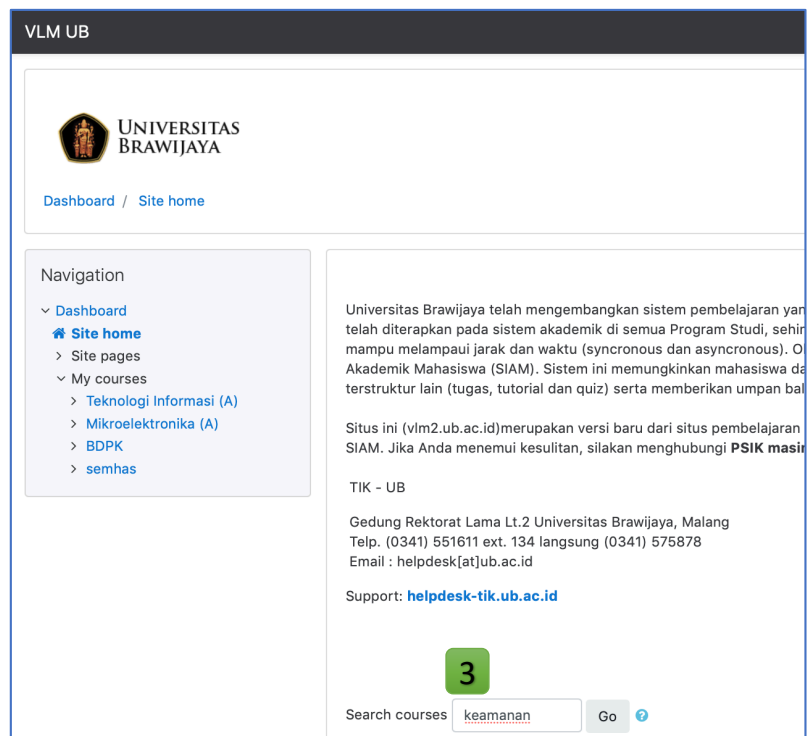 VLM UB
UNIVERSITAS
BRAWIJAYA
Dashboard / Site home
Navigation
Dashboard
Site home
Site pages
My courses
Teknologi Informasi (A)
Mikroelektronika (A)
BDPK
semhas
Universitas Brawijaya telah mengembangkan sistem pembelajaran yan
telah diterapkan pada sistem akademik di semua Program Studi, sehin
mampu melampaui jarak dan waktu (syncronous dan asyncronous). Ol
Akademik Mahasiswa (SIAM). Sistem ini memungkinkan mahasiswa da
terstruktur lain (tugas, tutorial dan quiz) serta memberikan umpan bal
Situs ini (vlm2.ub.ac.id)merupakan versi baru dari situs pembelajaran
SIAM. Jika Anda menemui kesulitan, silakan menghubungi PSIK masin
TIK - UB
Gedung Rektorat Lama Lt.2 Universitas Brawijaya, Malang
Telp. (0341) 551611 ext. 134 langsung (0341) 575878
Email : helpdesk[at]ub.ac.id
Support: helpdesk-tik.ub.ac.id
3
Search courses keamanan Go ?